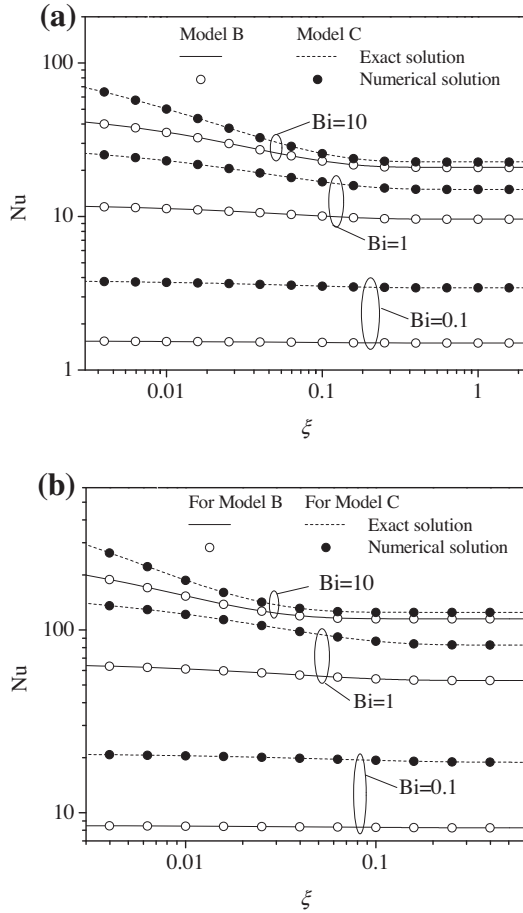 (a)
Model B Model C
Exact solution
Numerical solution
100
Bi=10
Nu
10
Bi=1
Bi=0.1
1
0.01 0.1 1
ξ
(b)
For Model B For Model C
Exact solution
Numerical solution
Bi=10
100
Nu
Bi=1
Bi=0.1
10
0.01 0.1
ξ